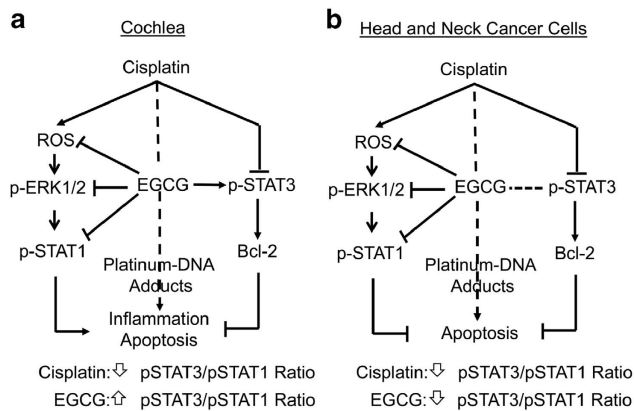 a
Cochlea
Cisplatin
ROS
p-ERK1/2
EGCG
p-STAT3
p-STAT1
Bcl-2
Platinum-DNA
Adducts
Inflammation
Apoptosis
Cisplatin:⇩ pSTAT3/pSTAT1 Ratio
EGCG:⇧ pSTAT3/pSTAT1 Ratio
b
Head and Neck Cancer Cells
Cisplatin
ROS
p-ERK1/2
EGCG
p-STAT3
p-STAT1
Bcl-2
Platinum-DNA
Adducts
Apoptosis
Cisplatin:⇩ pSTAT3/pSTAT1 Ratio
EGCG:⇩ pSTAT3/pSTAT1 Ratio